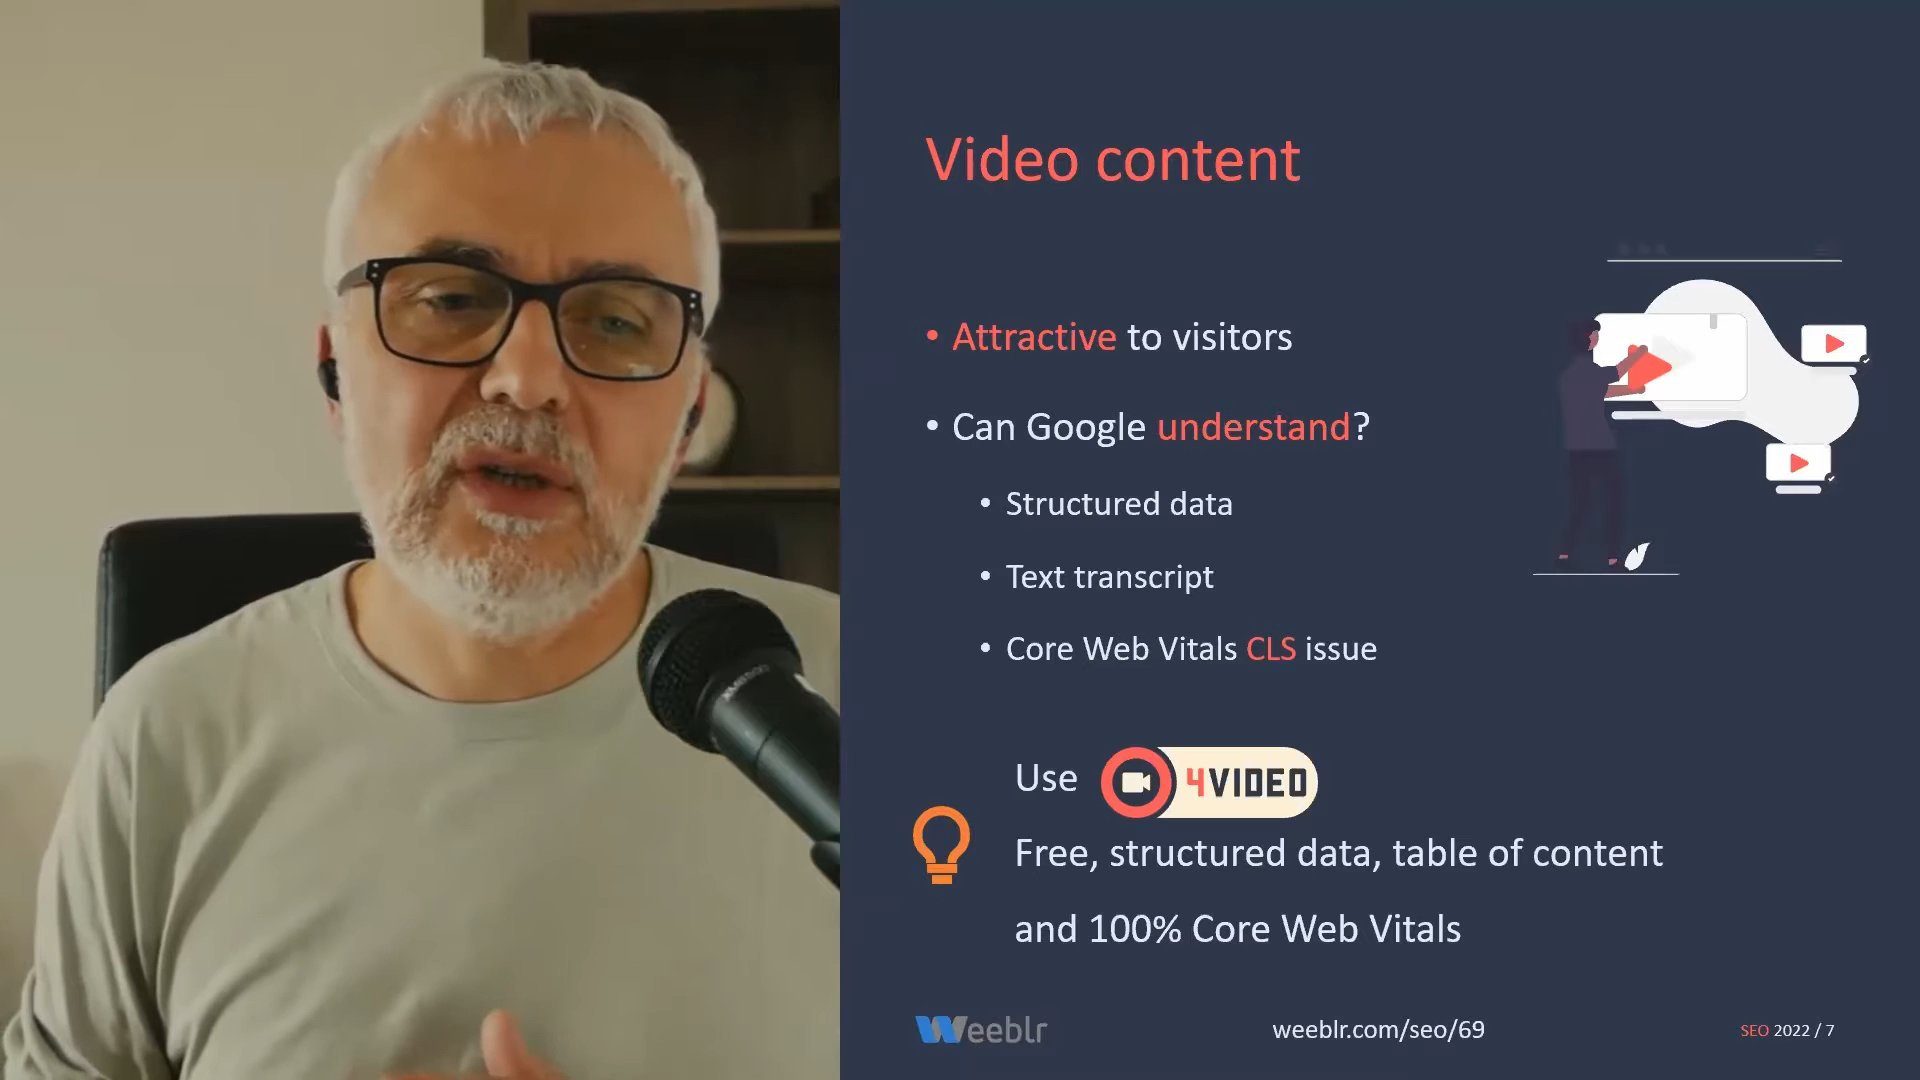 Video content
• Attractive to visitors
• Can Google understand?
• Structured data
• Text transcript
• Core Web Vitals CLS issue
Use 4VIDEO
Free, structured data, table of content
and 100% Core Web Vitals
Weeblr
weeblr.com/seo/69
SEO 2022 / 7